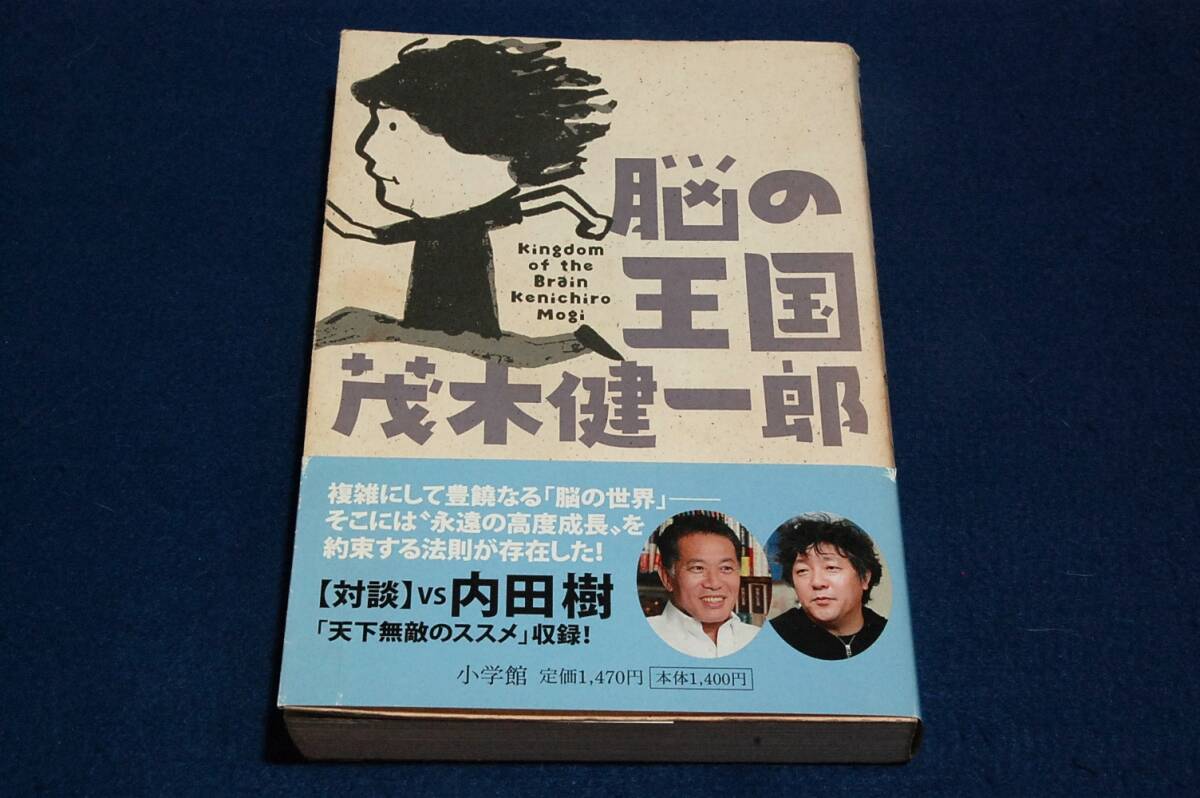 脳の
王国
Kingdom
of the
Brain
Kenichiro
Mogi
茂木健一郎
複雑にして豊饒なる「脳の世界」──
そこには〝永遠の高度成長〟を
約束する法則が存在した!
【対談】vs内田樹
「天下無敵のススメ」収録!
小学館 定価1,470円 本体1,400円